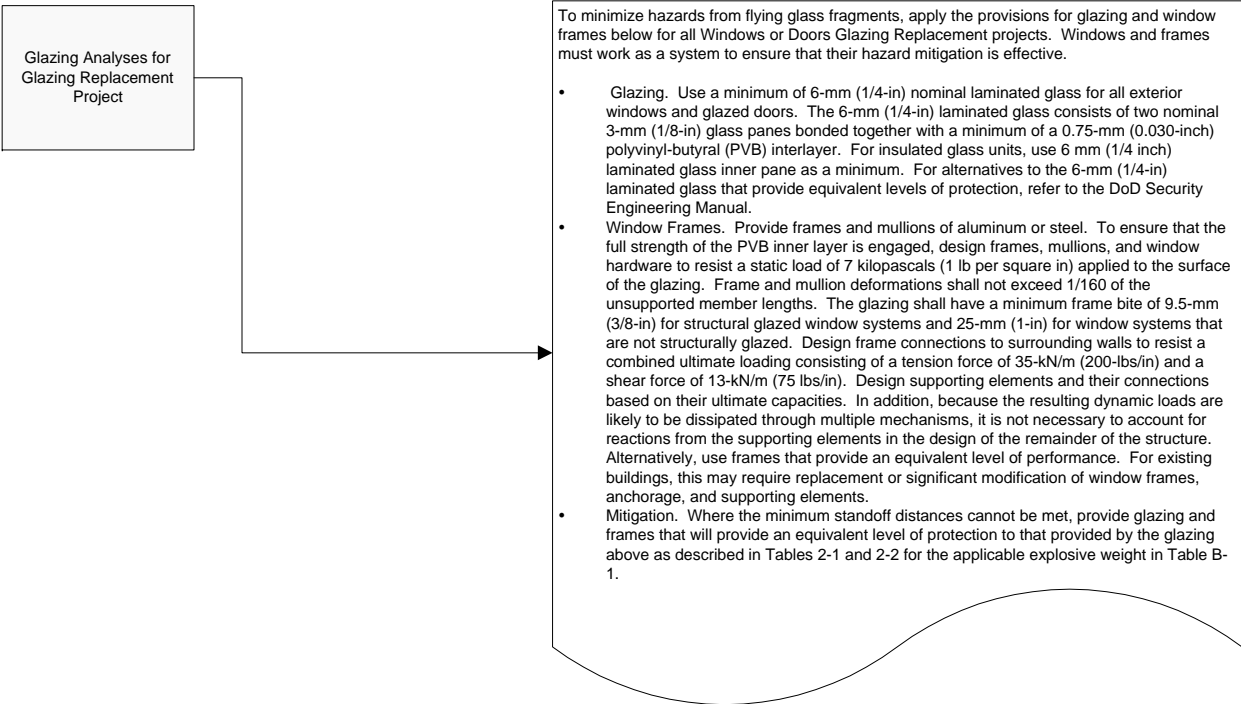 Glazing Analyses for
Glazing Replacement
Project
To minimize hazards from flying glass fragments, apply the provisions for glazing and window
frames below for all Windows or Doors Glazing Replacement projects.  Windows and frames
must work as a system to ensure that their hazard mitigation is effective.
• Glazing.  Use a minimum of 6-mm (1/4-in) nominal laminated glass for all exterior
windows and glazed doors.  The 6-mm (1/4-in) laminated glass consists of two nominal
3-mm (1/8-in) glass panes bonded together with a minimum of a 0.75-mm (0.030-inch)
polyvinyl-butyral (PVB) interlayer.  For insulated glass units, use 6 mm (1/4 inch)
laminated glass inner pane as a minimum.  For alternatives to the 6-mm (1/4-in)
laminated glass that provide equivalent levels of protection, refer to the DoD Security
Engineering Manual.
• Window Frames.  Provide frames and mullions of aluminum or steel.  To ensure that the
full strength of the PVB inner layer is engaged, design frames, mullions, and window
hardware to resist a static load of 7 kilopascals (1 lb per square in) applied to the surface
of the glazing.  Frame and mullion deformations shall not exceed 1/160 of the
unsupported member lengths.  The glazing shall have a minimum frame bite of 9.5-mm
(3/8-in) for structural glazed window systems and 25-mm (1-in) for window systems that
are not structurally glazed.  Design frame connections to surrounding walls to resist a
combined ultimate loading consisting of a tension force of 35-kN/m (200-lbs/in) and a
shear force of 13-kN/m (75 lbs/in).  Design supporting elements and their connections
based on their ultimate capacities.  In addition, because the resulting dynamic loads are
likely to be dissipated through multiple mechanisms, it is not necessary to account for
reactions from the supporting elements in the design of the remainder of the structure.
Alternatively, use frames that provide an equivalent level of performance.  For existing
buildings, this may require replacement or significant modification of window frames,
anchorage, and supporting elements.
• Mitigation.  Where the minimum standoff distances cannot be met, provide glazing and
frames that will provide an equivalent level of protection to that provided by the glazing
above as described in Tables 2-1 and 2-2 for the applicable explosive weight in Table B-
1.